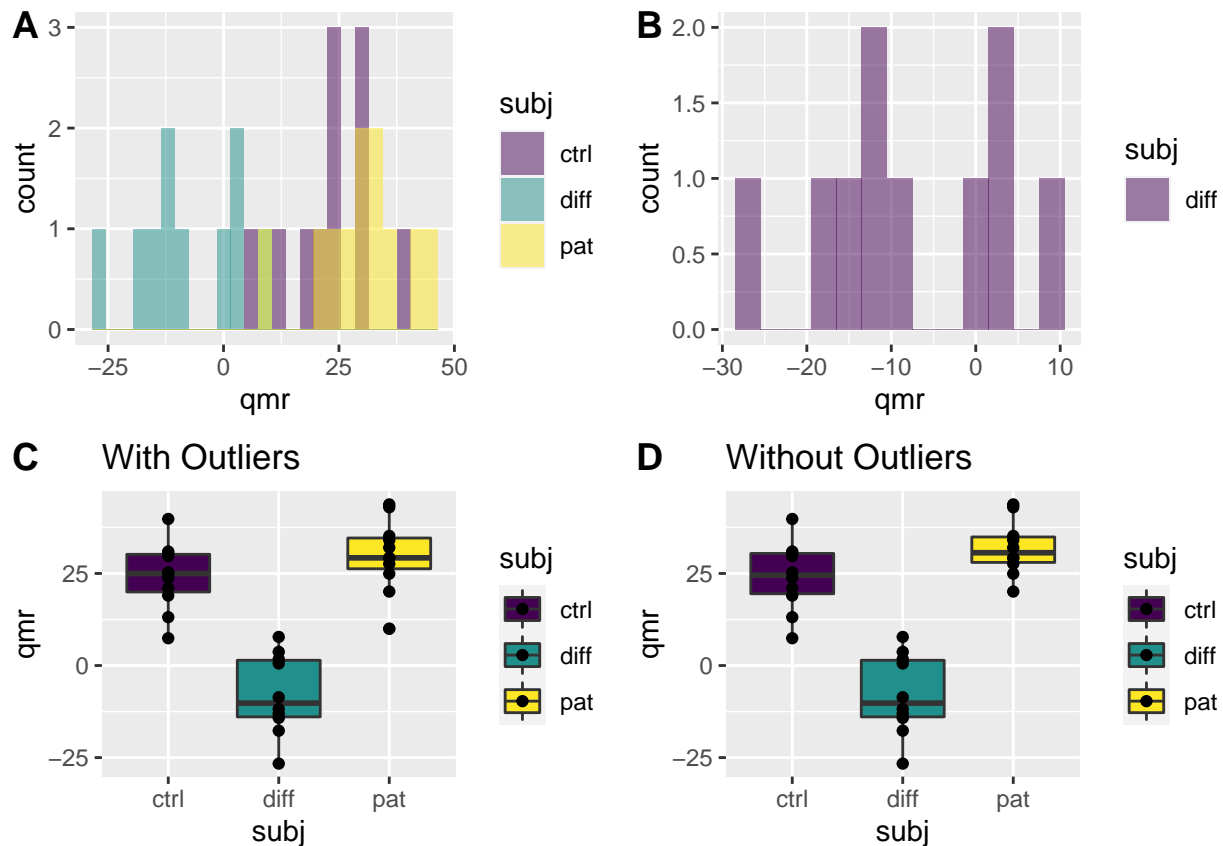 A
3
2
1
0
count
−25
0
25
50
qmr
subj
ctrl
diff
pat
B
2.0
1.5
1.0
0.5
0.0
count
−30
−20
−10
0
10
qmr
subj
diff
C
With Outliers
25
0
−25
qmr
ctrl
diff
pat
subj
subj
ctrl
diff
pat
D
Without Outliers
25
0
−25
qmr
ctrl
diff
pat
subj
subj
ctrl
diff
pat